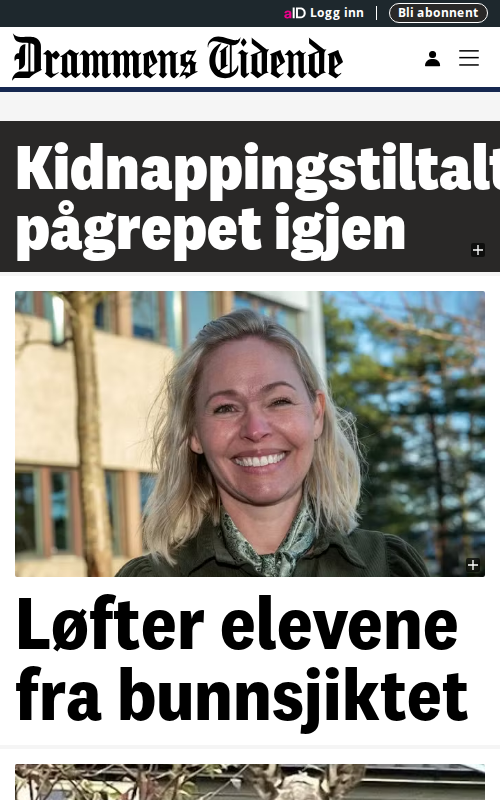 aID Logg inn
Bli abonnent
Drammens Tidende
Kidnappingstiltalt
pågrepet igjen
Løfter elevene
fra bunnsjiktet